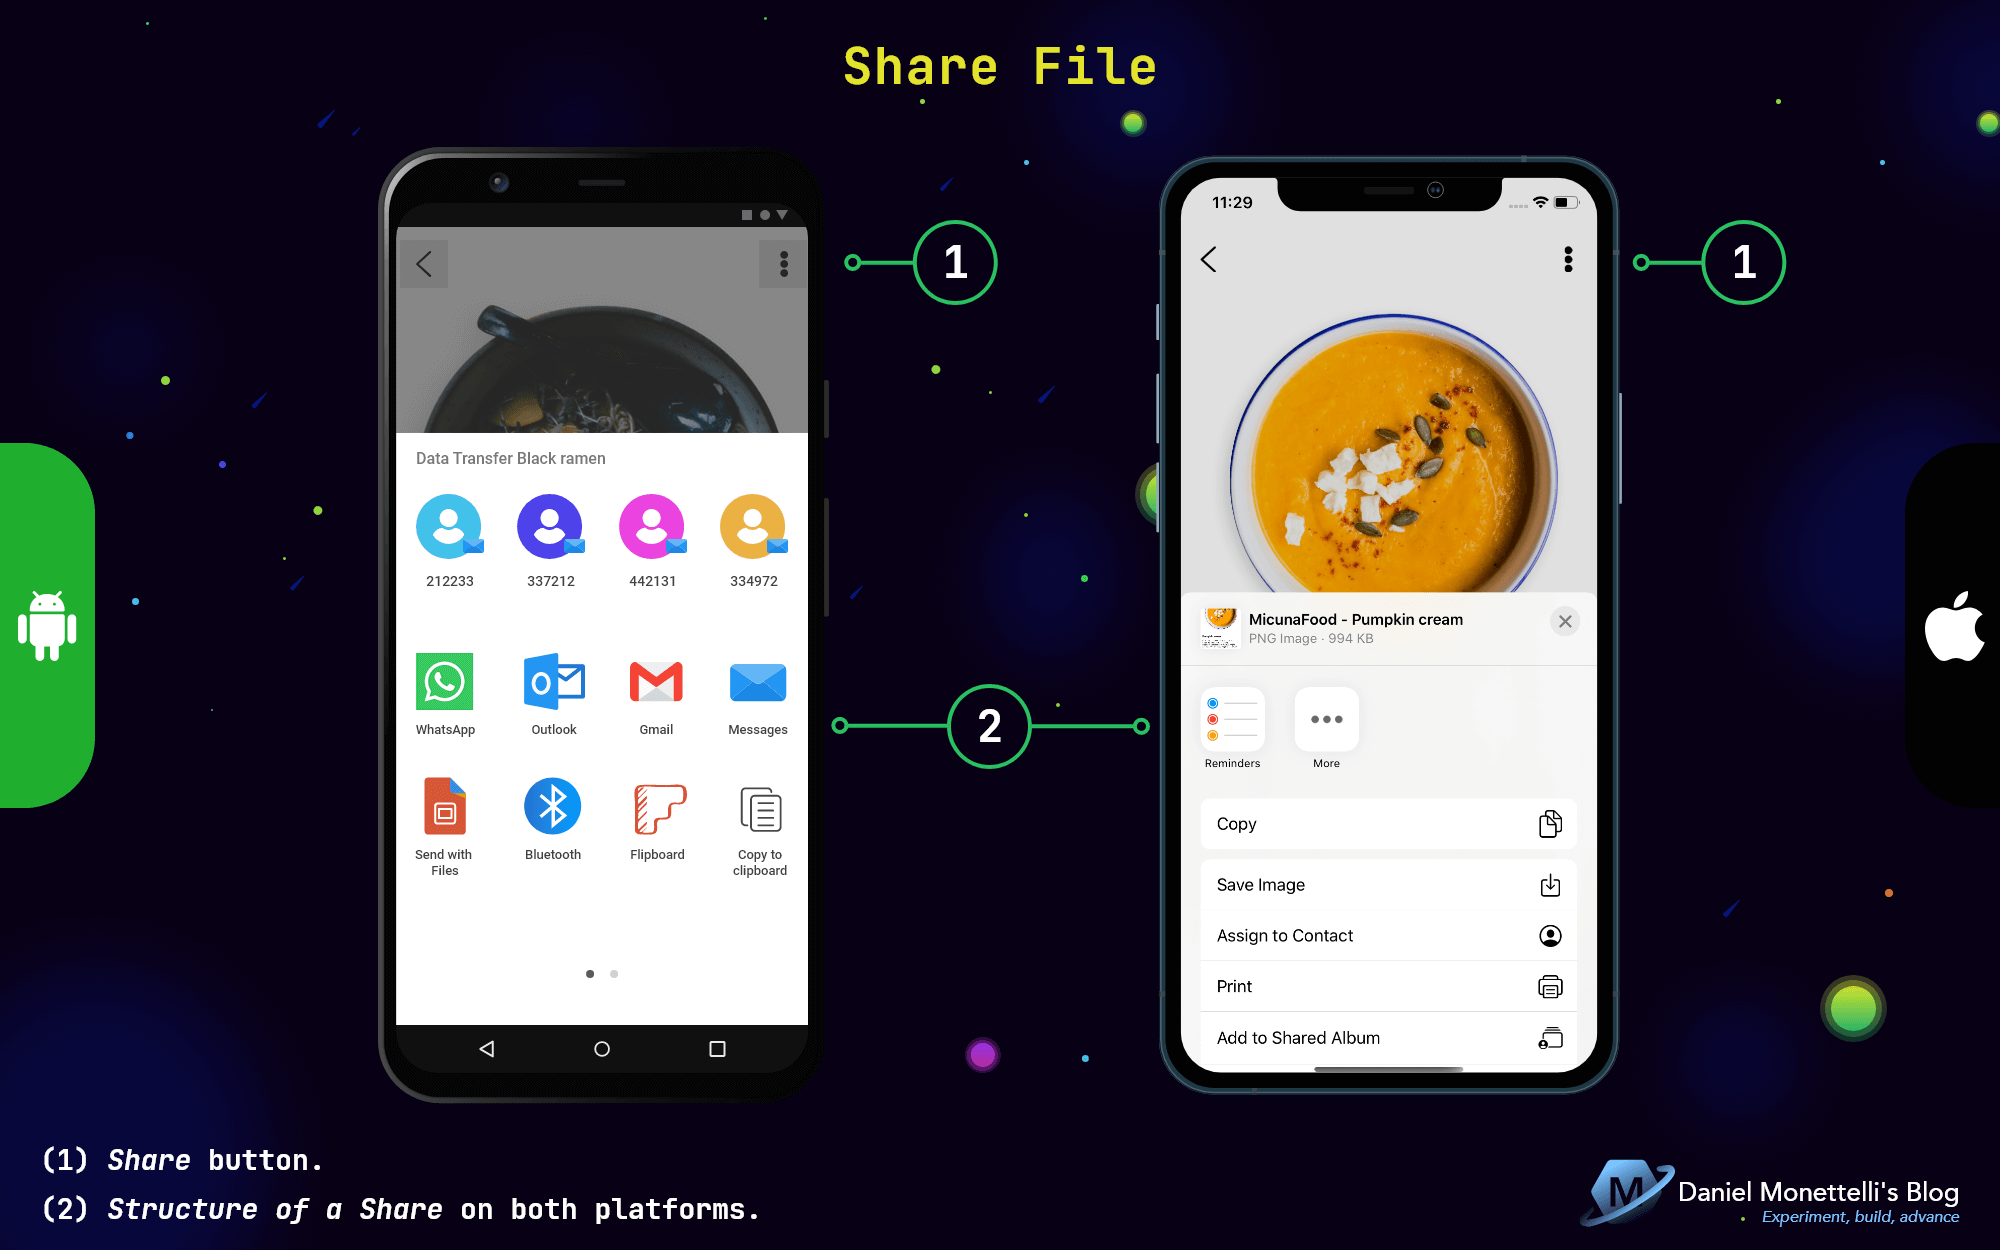 Share File
1
11:29
1
Data Transfer Black ramen
212233
337212
442131
334972
WhatsApp
Outlook
Gmail
Messages
Send with
Files
Bluetooth
Flipboard
Copy to
clipboard
2
MicunaFood - Pumpkin cream
PNG Image · 994 KB
Reminders
More
Copy
Save Image
Assign to Contact
Print
Add to Shared Album
(1) Share button.
(2) Structure of a Share on both platforms.
M
Daniel Monettelli's Blog
Experiment, build, advance